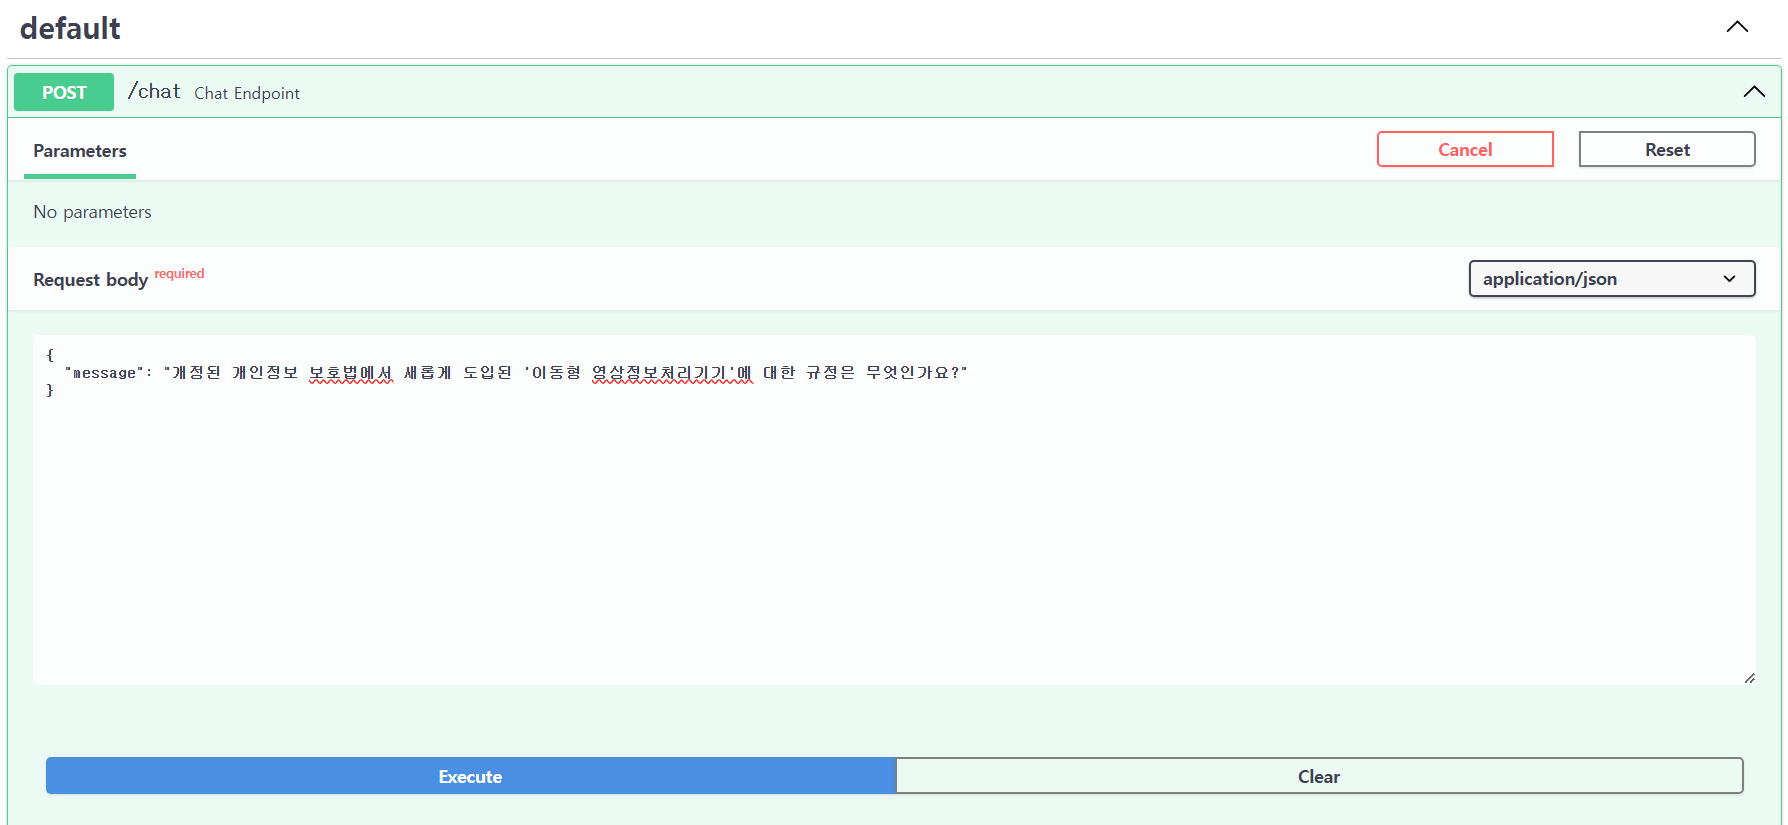 default
POST /chat Chat Endpoint
Parameters
Cancel
Reset
No parameters
Request body required
application/json
{
"message": "개정된 개인정보 보호법에서 새롭게 도입된 '이동형 영상정보처리기기'에 대한 규정은 무엇인가요?"
}
Execute
Clear